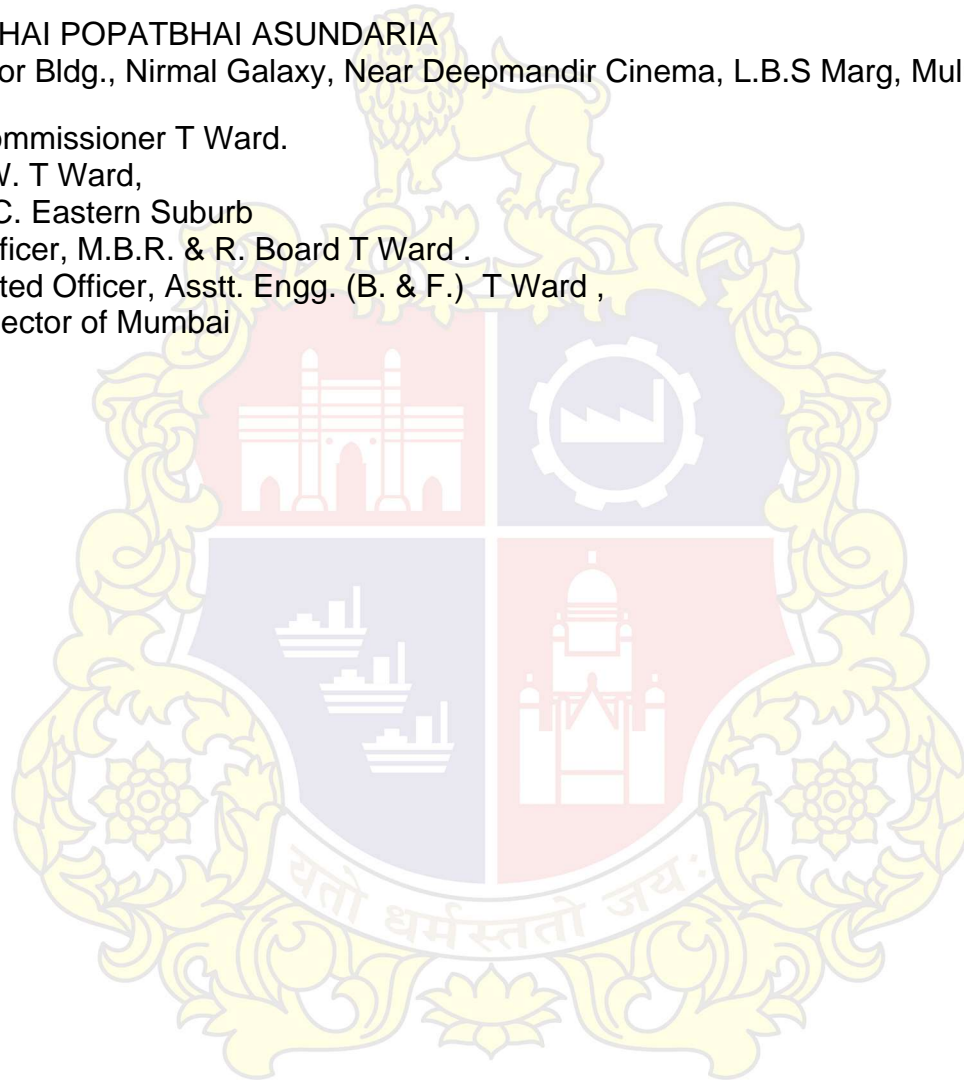 HAI POPATBHAI ASUNDARIA
or Bldg., Nirmal Galaxy, Near Deepmandir Cinema, L.B.S Marg, Mul
ommissioner T Ward.
W. T Ward,
C. Eastern Suburb
ficer, M.B.R. & R. Board T Ward .
ted Officer, Asstt. Engg. (B. & F.) T Ward ,
ector of Mumbai
यतो धर्मस्ततो जय: